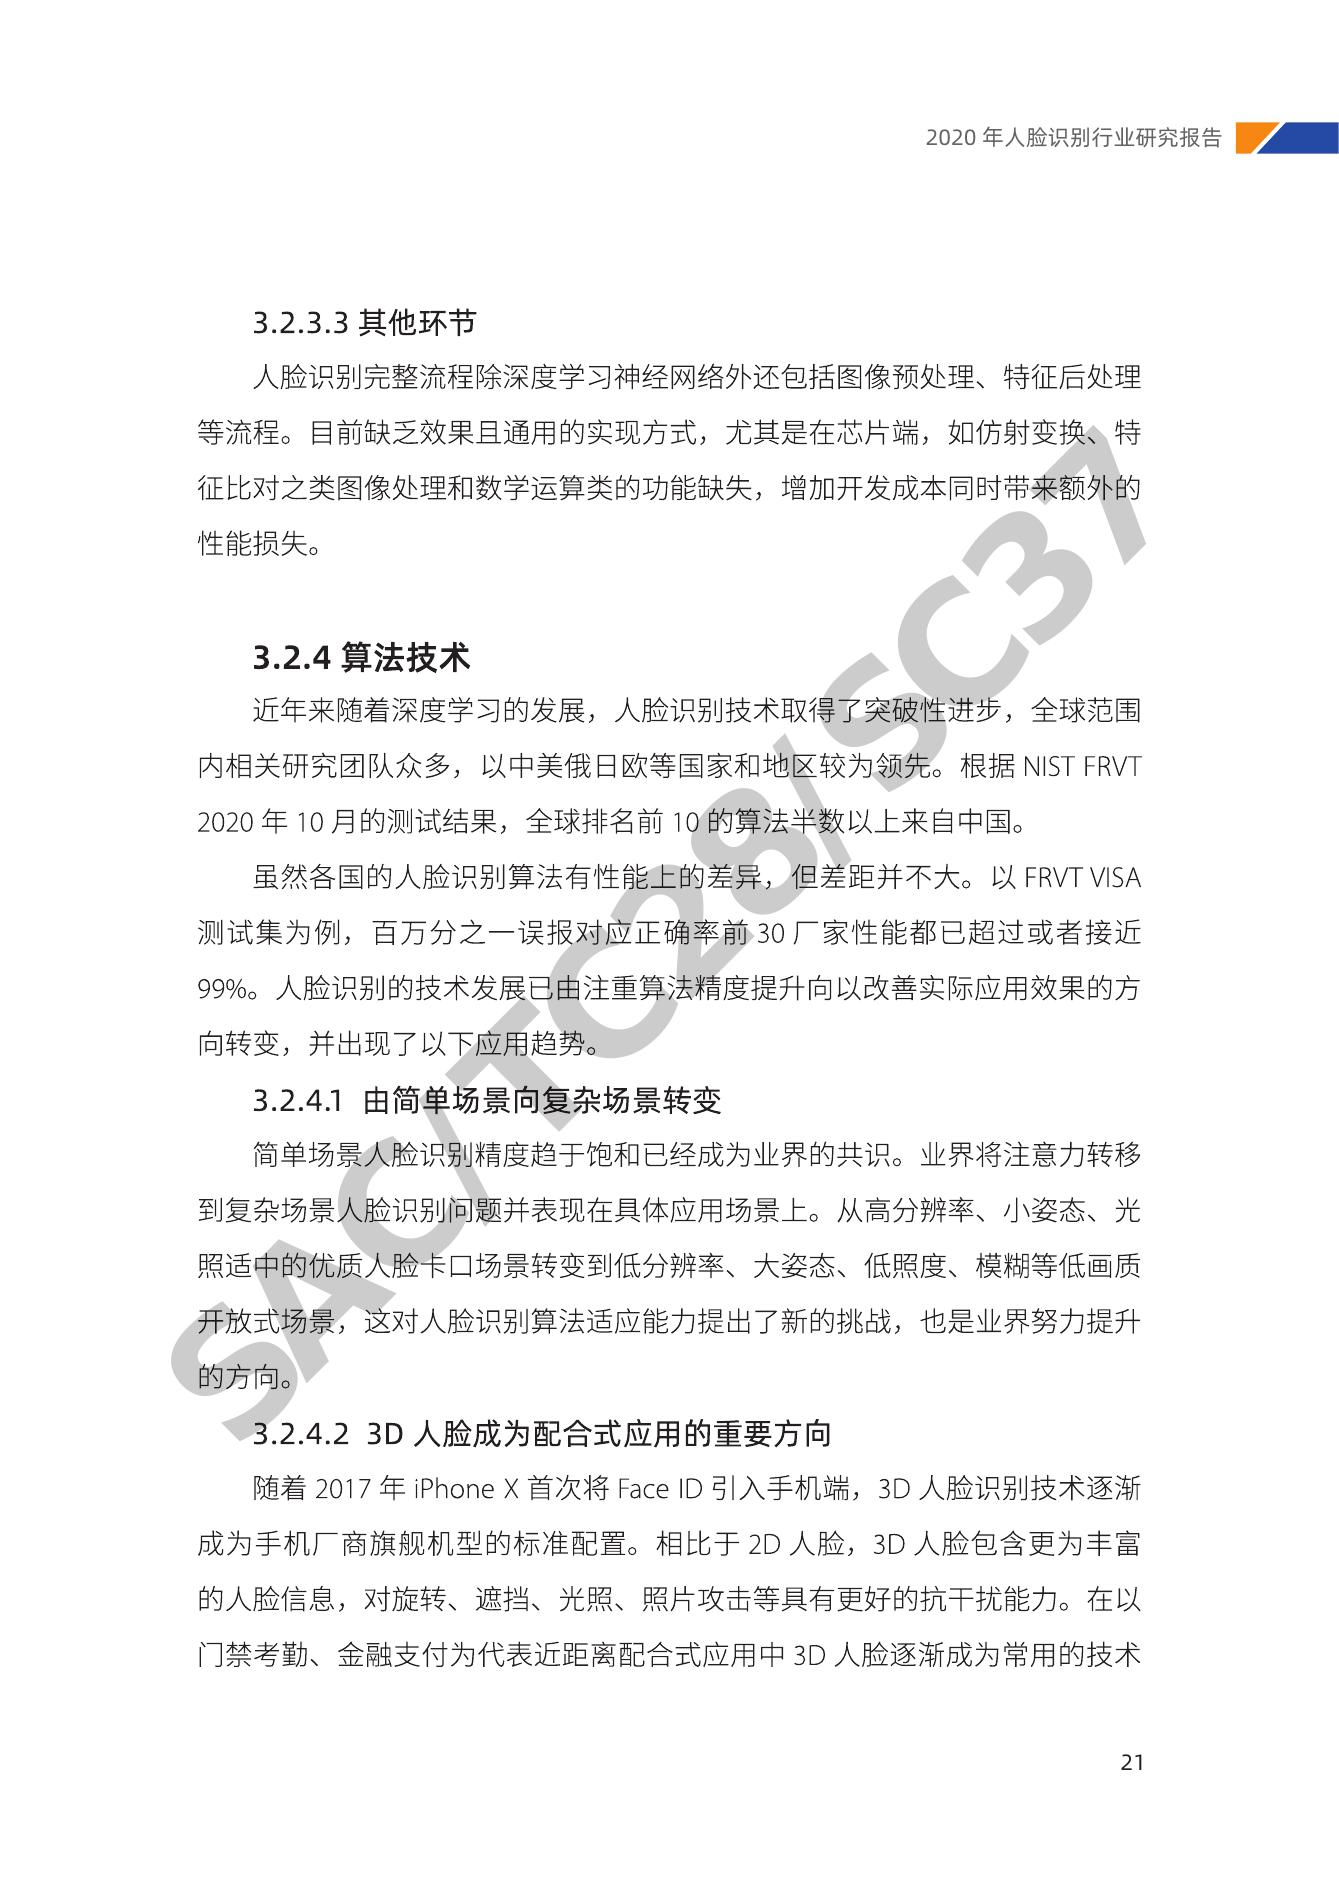 2020 年人脸识别行业研究报告
3.2.3.3 其他环节
人脸识别完整流程除深度学习神经网络外还包括图像预处理、特征后处理
等流程。目前缺乏效果且通用的实现方式，尤其是在芯片端，如仿射变换、特
征比对之类图像处理和数学运算类的功能缺失，增加开发成本同时带来额外的
性能损失。
3.2.4 算法技术
近年来随着深度学习的发展，人脸识别技术取得了突破性进步，全球范围
内相关研究团队众多，以中美俄日欧等国家和地区较为领先。根据 NIST FRVT
2020 年 10 月的测试结果，全球排名前 10 的算法半数以上来自中国。
虽然各国的人脸识别算法有性能上的差异，但差距并不大。以 FRVT VISA
测试集为例，百万分之一误报对应正确率前 30 厂家性能都已超过或者接近
99%。人脸识别的技术发展已由注重算法精度提升向以改善实际应用效果的方
向转变，并出现了以下应用趋势。
3.2.4.1 由简单场景向复杂场景转变
简单场景人脸识别精度趋于饱和已经成为业界的共识。业界将注意力转移
到复杂场景人脸识别问题并表现在具体应用场景上。从高分辨率、小姿态、光
照适中的优质人脸卡口场景转变到低分辨率、大姿态、低照度、模糊等低画质
开放式场景，这对人脸识别算法适应能力提出了新的挑战，也是业界努力提升
的方向。
3.2.4.2 3D 人脸成为配合式应用的重要方向
随着 2017 年 iPhone X 首次将 Face ID 引入手机端，3D 人脸识别技术逐渐
成为手机厂商旗舰机型的标准配置。相比于 2D 人脸，3D 人脸包含更为丰富
的人脸信息，对旋转、遮挡、光照、照片攻击等具有更好的抗干扰能力。在以
门禁考勤、金融支付为代表近距离配合式应用中 3D 人脸逐渐成为常用的技术
21
SAC/TC28/SC37